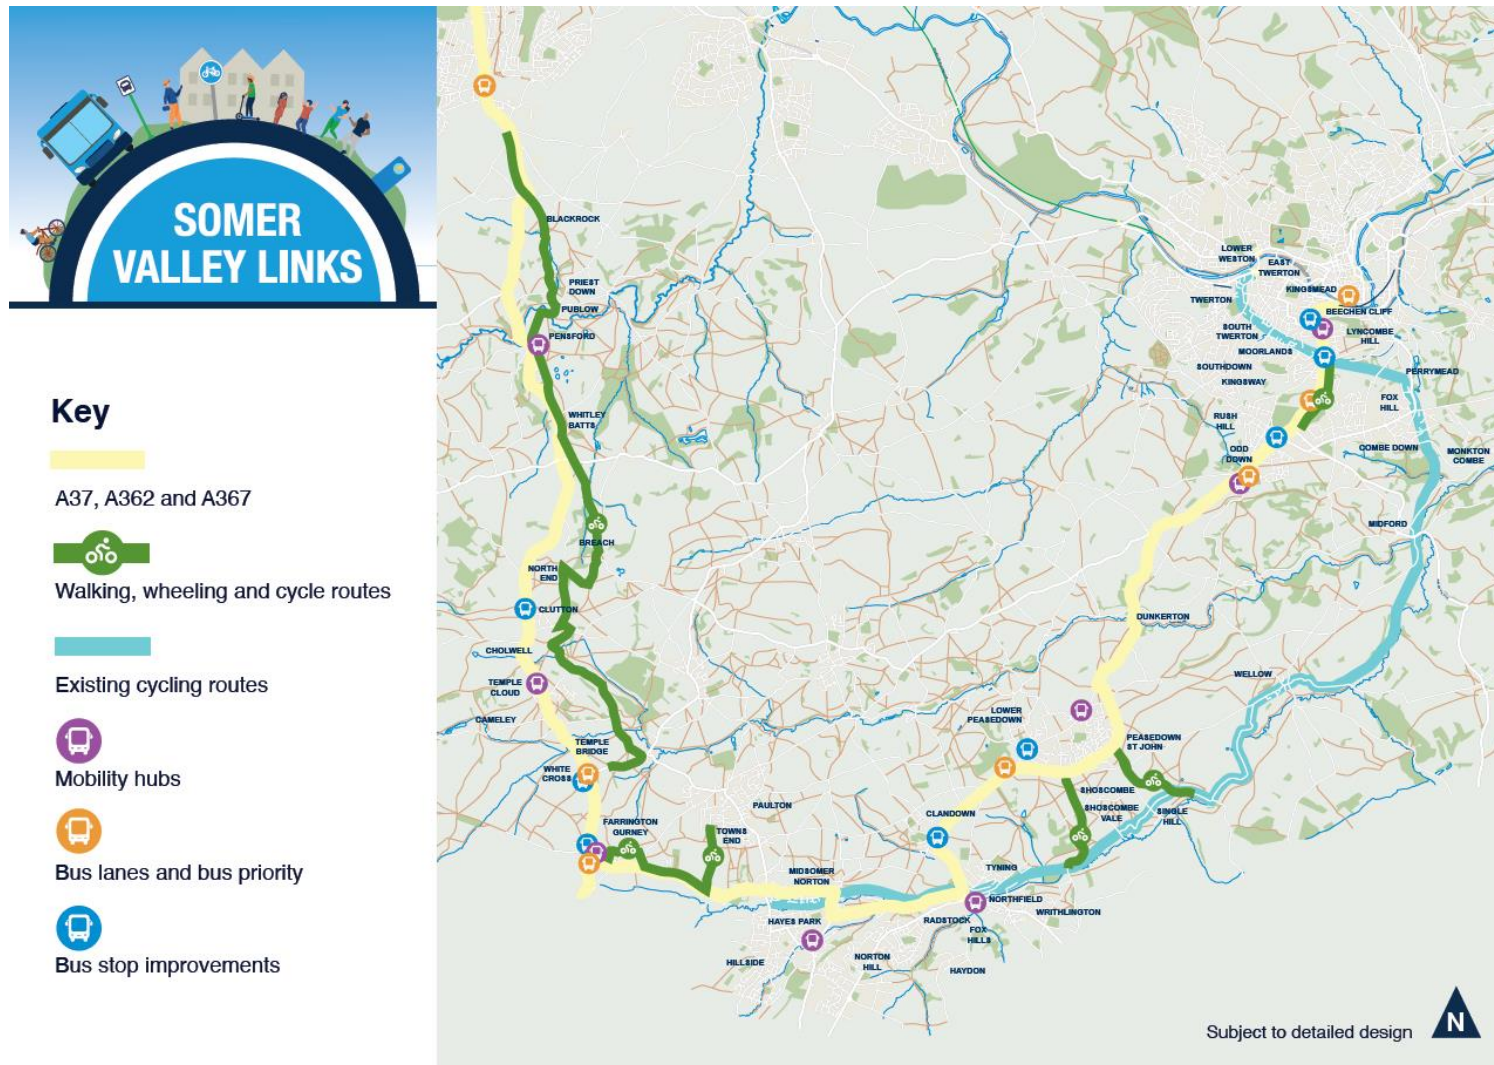 SOMER
VALLEY LINKS
Key
A37, A362 and A367
Walking, wheeling and cycle routes
Existing cycling routes
Mobility hubs
Bus lanes and bus priority
Bus stop improvements
BLACKROCK
PRIEST
DOWN
PUBLOW
PENSFORD
WHITLEY
BATTS
BREACH
NORTH
END
CLUTTON
CHOLWELL
TEMPLE
CLOUD
CAMELEY
TEMPLE
BRIDGE
WHITE
CROSS
FARRINGTON
GURNEY
TOWNS
END
PAULTON
MIDSOMER
NORTON
HAYES PARK
HILLSIDE
NORTON
HILL
RADSTOCK
FOX
HILLS
HAYDON
NORTHFIELD
WRITHLINGTON
TYNING
CLANDOWN
LOWER
PEASEDOWN
PEASEDOWN
ST JOHN
SHOSCOMBE
SHOSCOMBE
VALE
SINGLE
HILL
WELLOW
DUNKERTON
MIDFORD
MONKTON
COMBE
COMBE DOWN
ODD
DOWN
RUSH
HILL
FOX
HILL
KINGSWAY
SOUTHDOWN
PERRYMEAD
MOORLANDS
SOUTH
TWERTON
LYNCOMBE
HILL
BEECHEN CLIFF
KINGSMEAD
TWERTON
EAST
TWERTON
LOWER
WESTON
Subject to detailed design
N